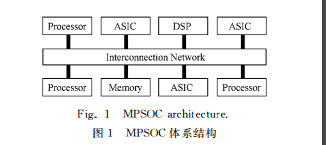 Processor ASIC DSP ASIC
Interconnection Network
Processor Memory ASIC Processor
Fig. 1 MPSOC architecture.
图 1 MPSOC 体系结构